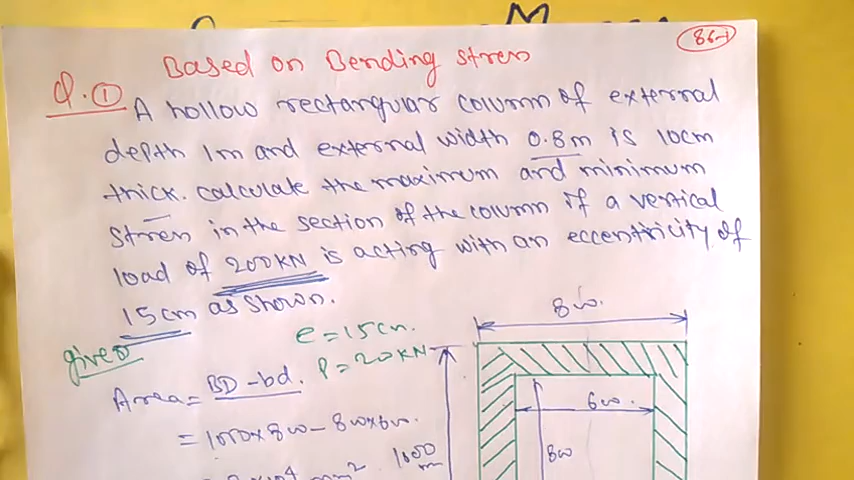 86-1
Based on Bending stress
Q.① A hollow rectangular column of external
depth 1m and external width 0.8m is 10cm
thick. calculate the maximum and minimum
stress in the section of the column if a vertical
load of 200kN is acting with an eccentricity of
15cm as shown.
given
e = 15cm.
P = 200kN
Area = BD - bd.
= 1000x800 - 800x600.
mm²
800.
600.
1000
mm
800